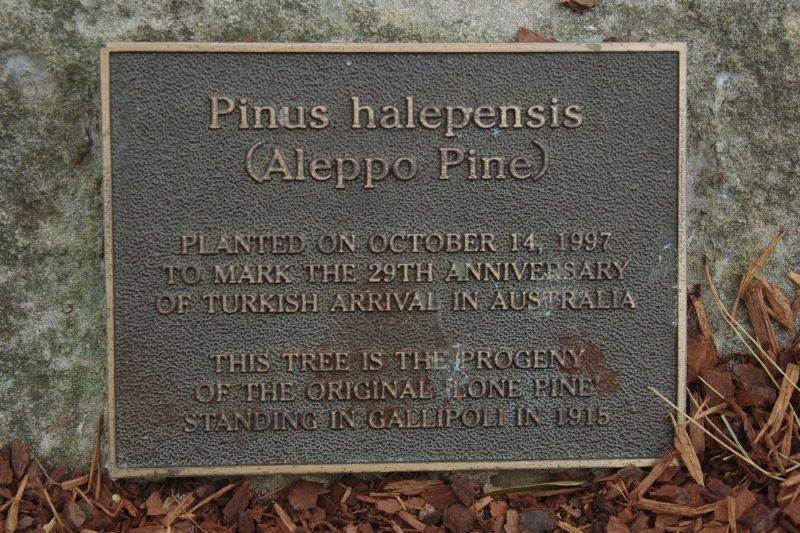 Pinus halepensis
(Aleppo Pine)
PLANTED ON OCTOBER 14, 1997
TO MARK THE 29TH ANNIVERSARY
OF TURKISH ARRIVAL IN AUSTRALIA
THIS TREE IS THE PROGENY
OF THE ORIGINAL 'LONE PINE'
STANDING IN GALLIPOLI IN 1915